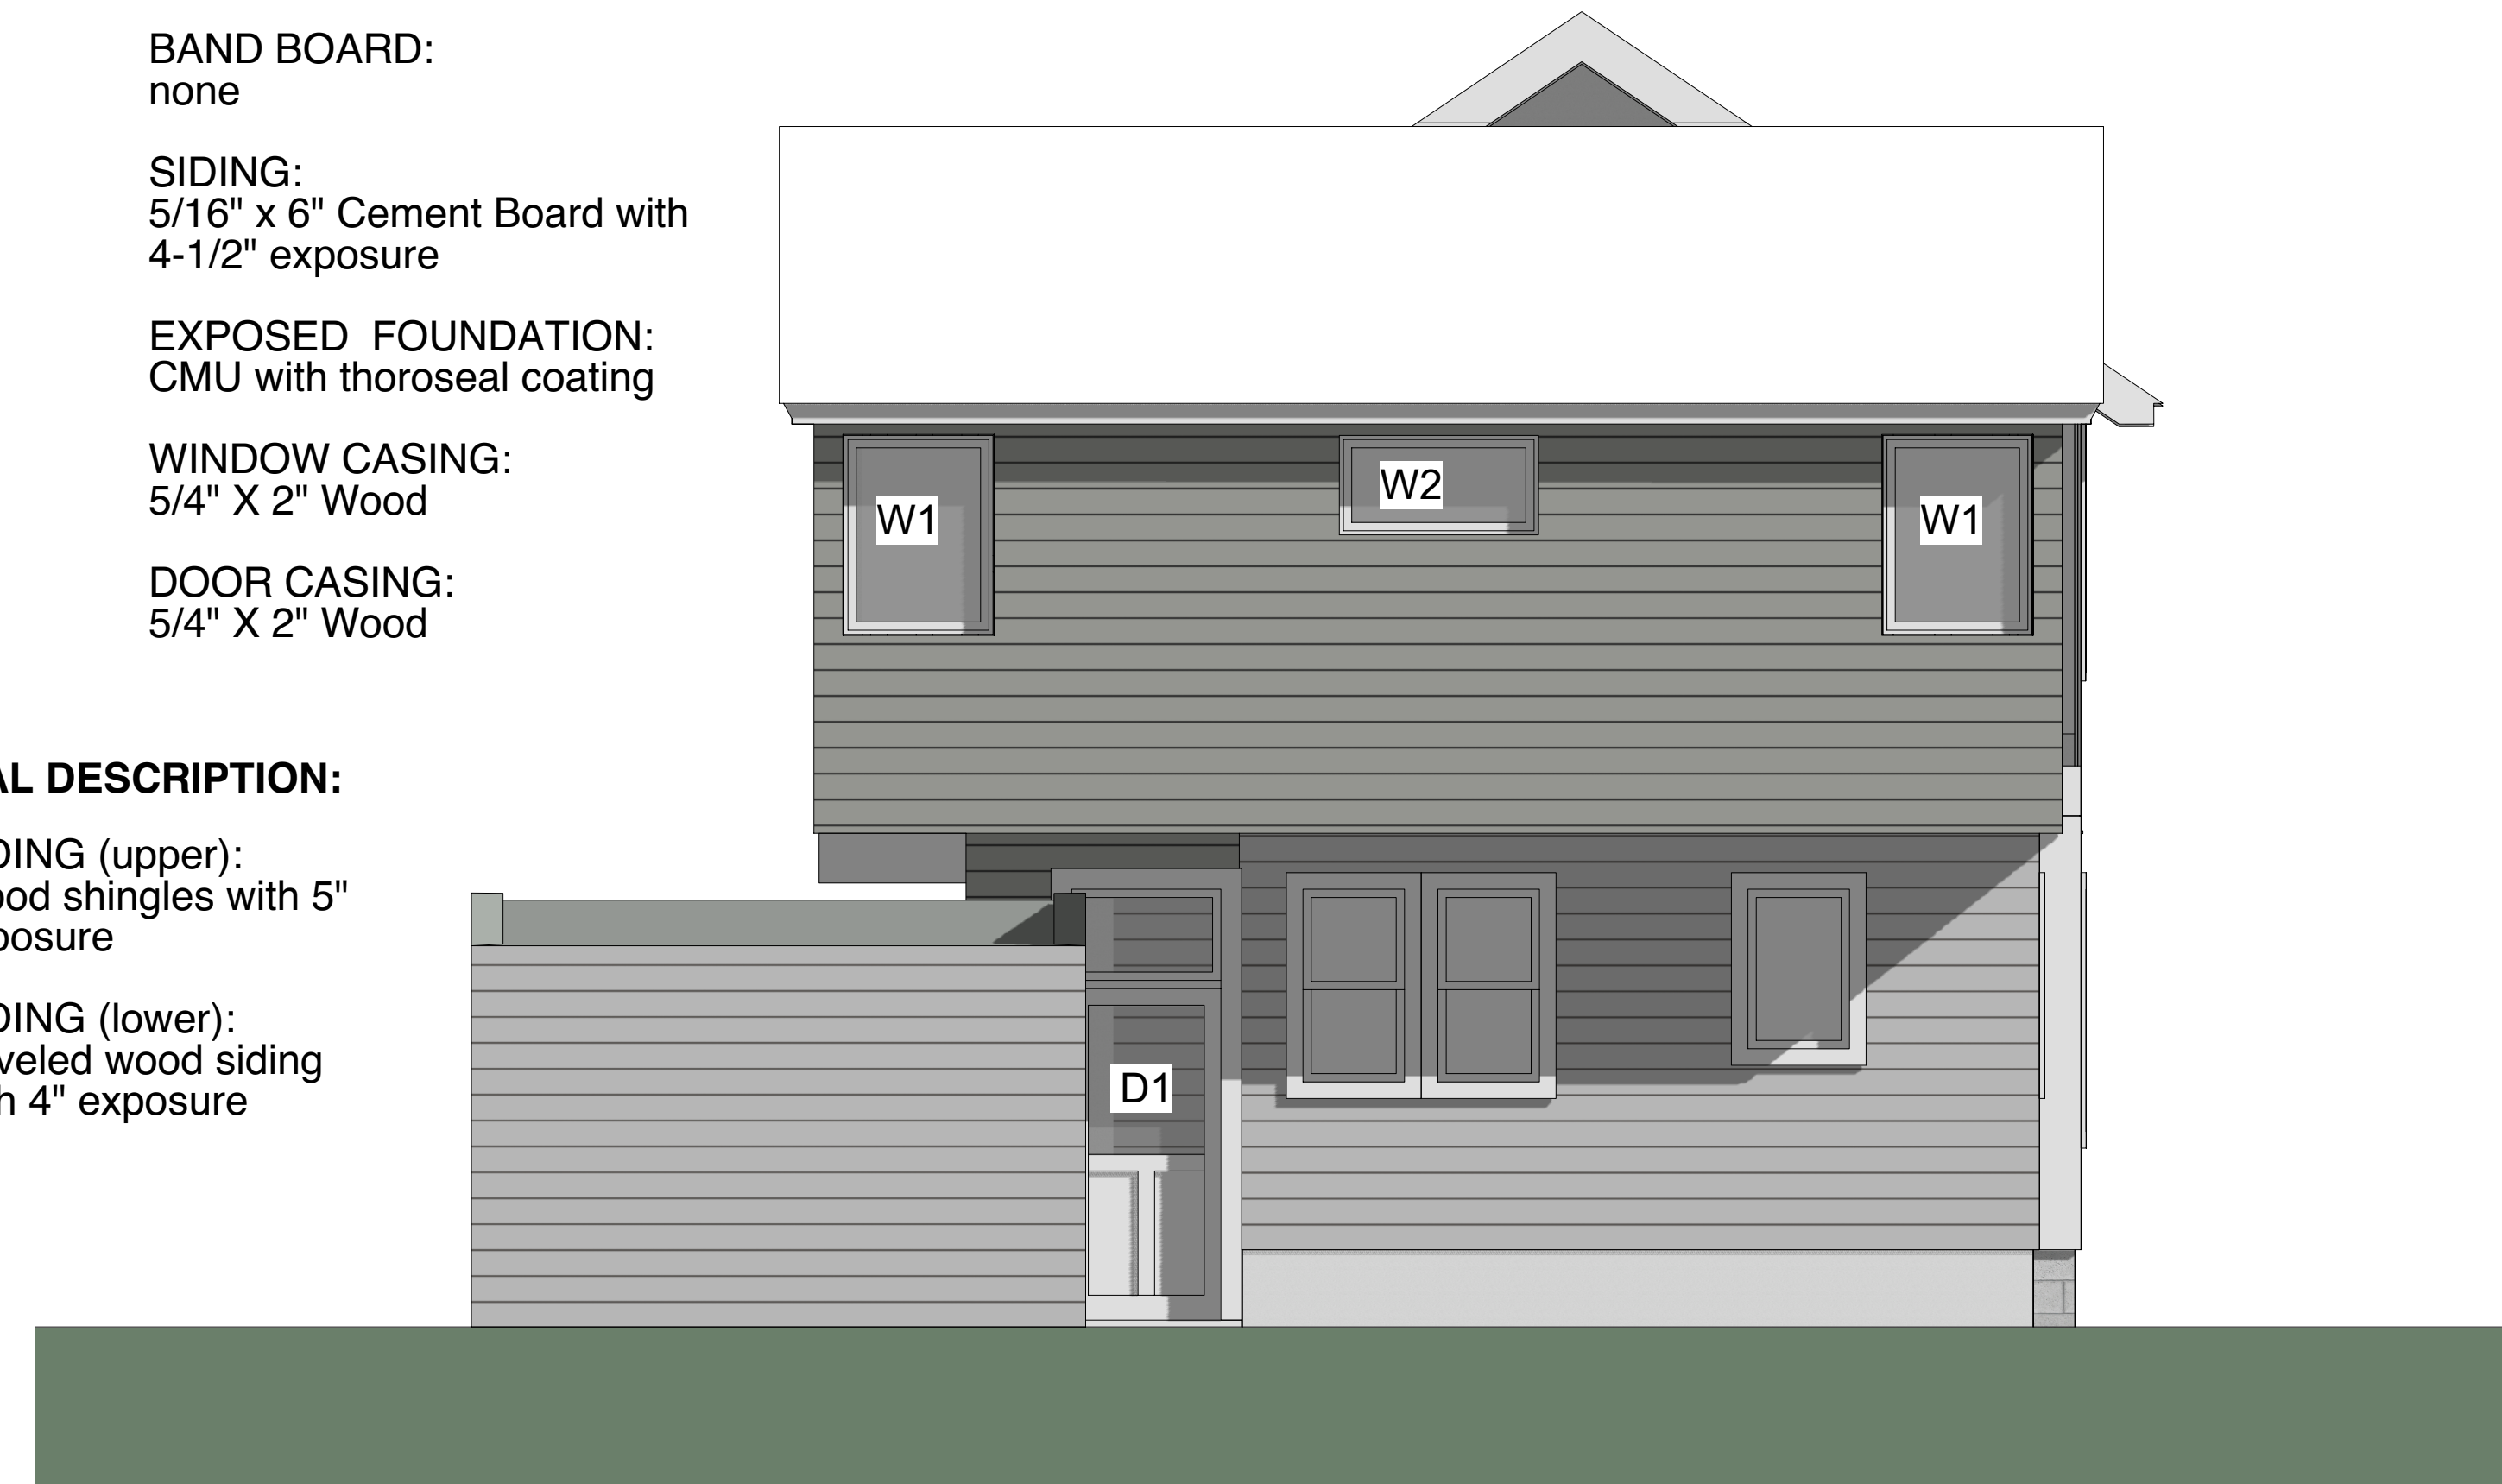 BAND BOARD:
none
SIDING:
5/16" x 6" Cement Board with
4-1/2" exposure
EXPOSED  FOUNDATION:
CMU with thoroseal coating
WINDOW CASING:
5/4" X 2" Wood
DOOR CASING:
5/4" X 2" Wood
AL DESCRIPTION:
DING (upper):
ood shingles with 5"
posure
DING (lower):
veled wood siding
h 4" exposure
W1
W2
W1
D1